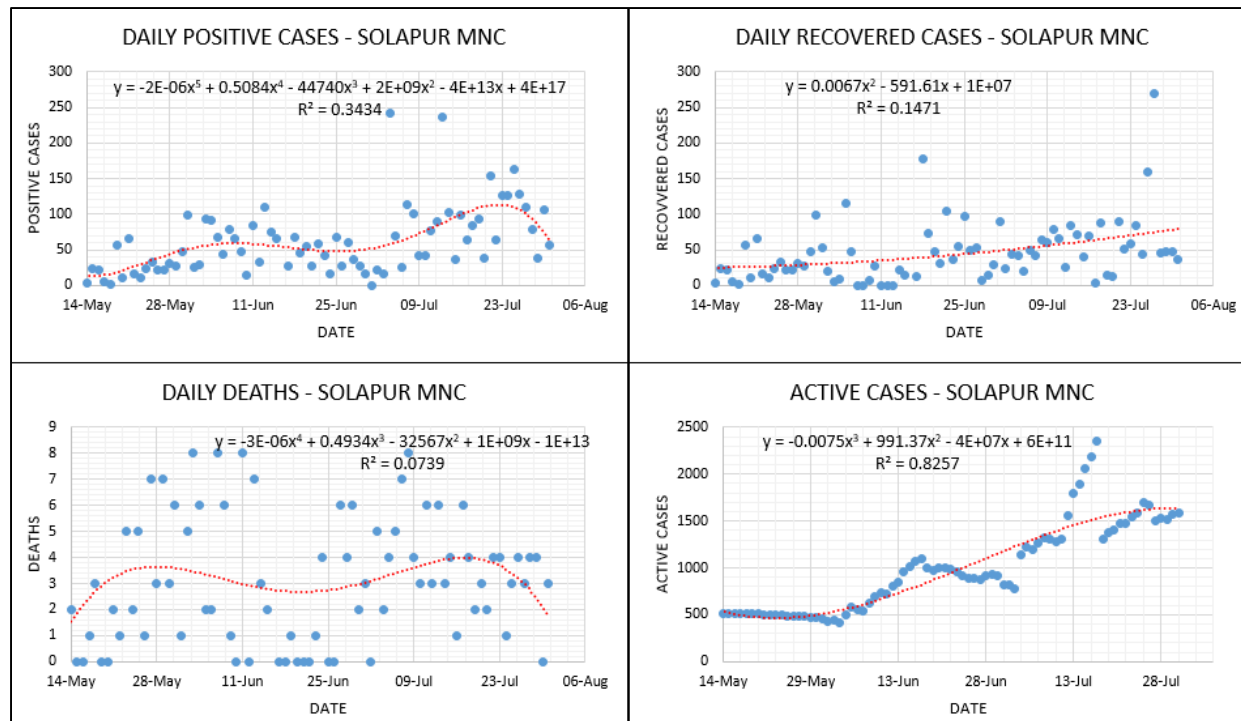 DAILY POSITIVE CASES - SOLAPUR MNC
y = -2E-06x⁵ + 0.5084x⁴ - 44740x³ + 2E+09x² - 4E+13x + 4E+17
R² = 0.3434
300
250
200
150
100
50
0
POSITIVE CASES
14-May 28-May 11-Jun 25-Jun 09-Jul 23-Jul 06-Aug
DATE
DAILY RECOVERED CASES - SOLAPUR MNC
y = 0.0067x² - 591.61x + 1E+07
R² = 0.1471
300
250
200
150
100
50
0
RECOVVERED CASES
14-May 28-May 11-Jun 25-Jun 09-Jul 23-Jul 06-Aug
DATE
DAILY DEATHS - SOLAPUR MNC
y = -3E-06x⁴ + 0.4934x³ - 32567x² + 1E+09x - 1E+13
R² = 0.0739
9
8
7
6
5
4
3
2
1
0
DEATHS
14-May 28-May 11-Jun 25-Jun 09-Jul 23-Jul 06-Aug
DATE
ACTIVE CASES - SOLAPUR MNC
y = -0.0075x³ + 991.37x² - 4E+07x + 6E+11
R² = 0.8257
2500
2000
1500
1000
500
0
ACTIVE CASES
14-May 29-May 13-Jun 28-Jun 13-Jul 28-Jul
DATE